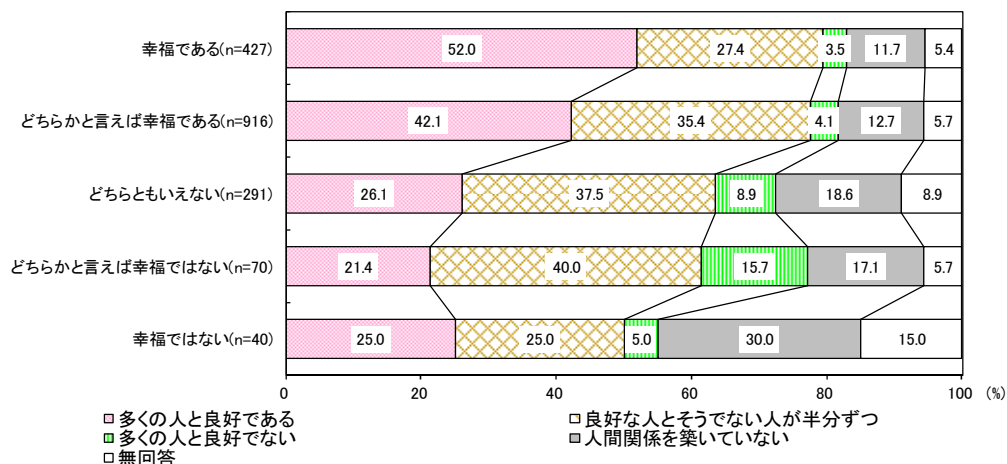 幸福である(n=427)
52.0 27.4 3.5 11.7 5.4
どちらかと言えば幸福である(n=916)
42.1 35.4 4.1 12.7 5.7
どちらともいえない(n=291)
26.1 37.5 8.9 18.6 8.9
どちらかと言えば幸福ではない(n=70)
21.4 40.0 15.7 17.1 5.7
幸福ではない(n=40)
25.0 25.0 5.0 30.0 15.0
0 20 40 60 80 100 (%)
多くの人と良好である 良好な人とそうでない人が半分ずつ
多くの人と良好でない 人間関係を築いていない
無回答